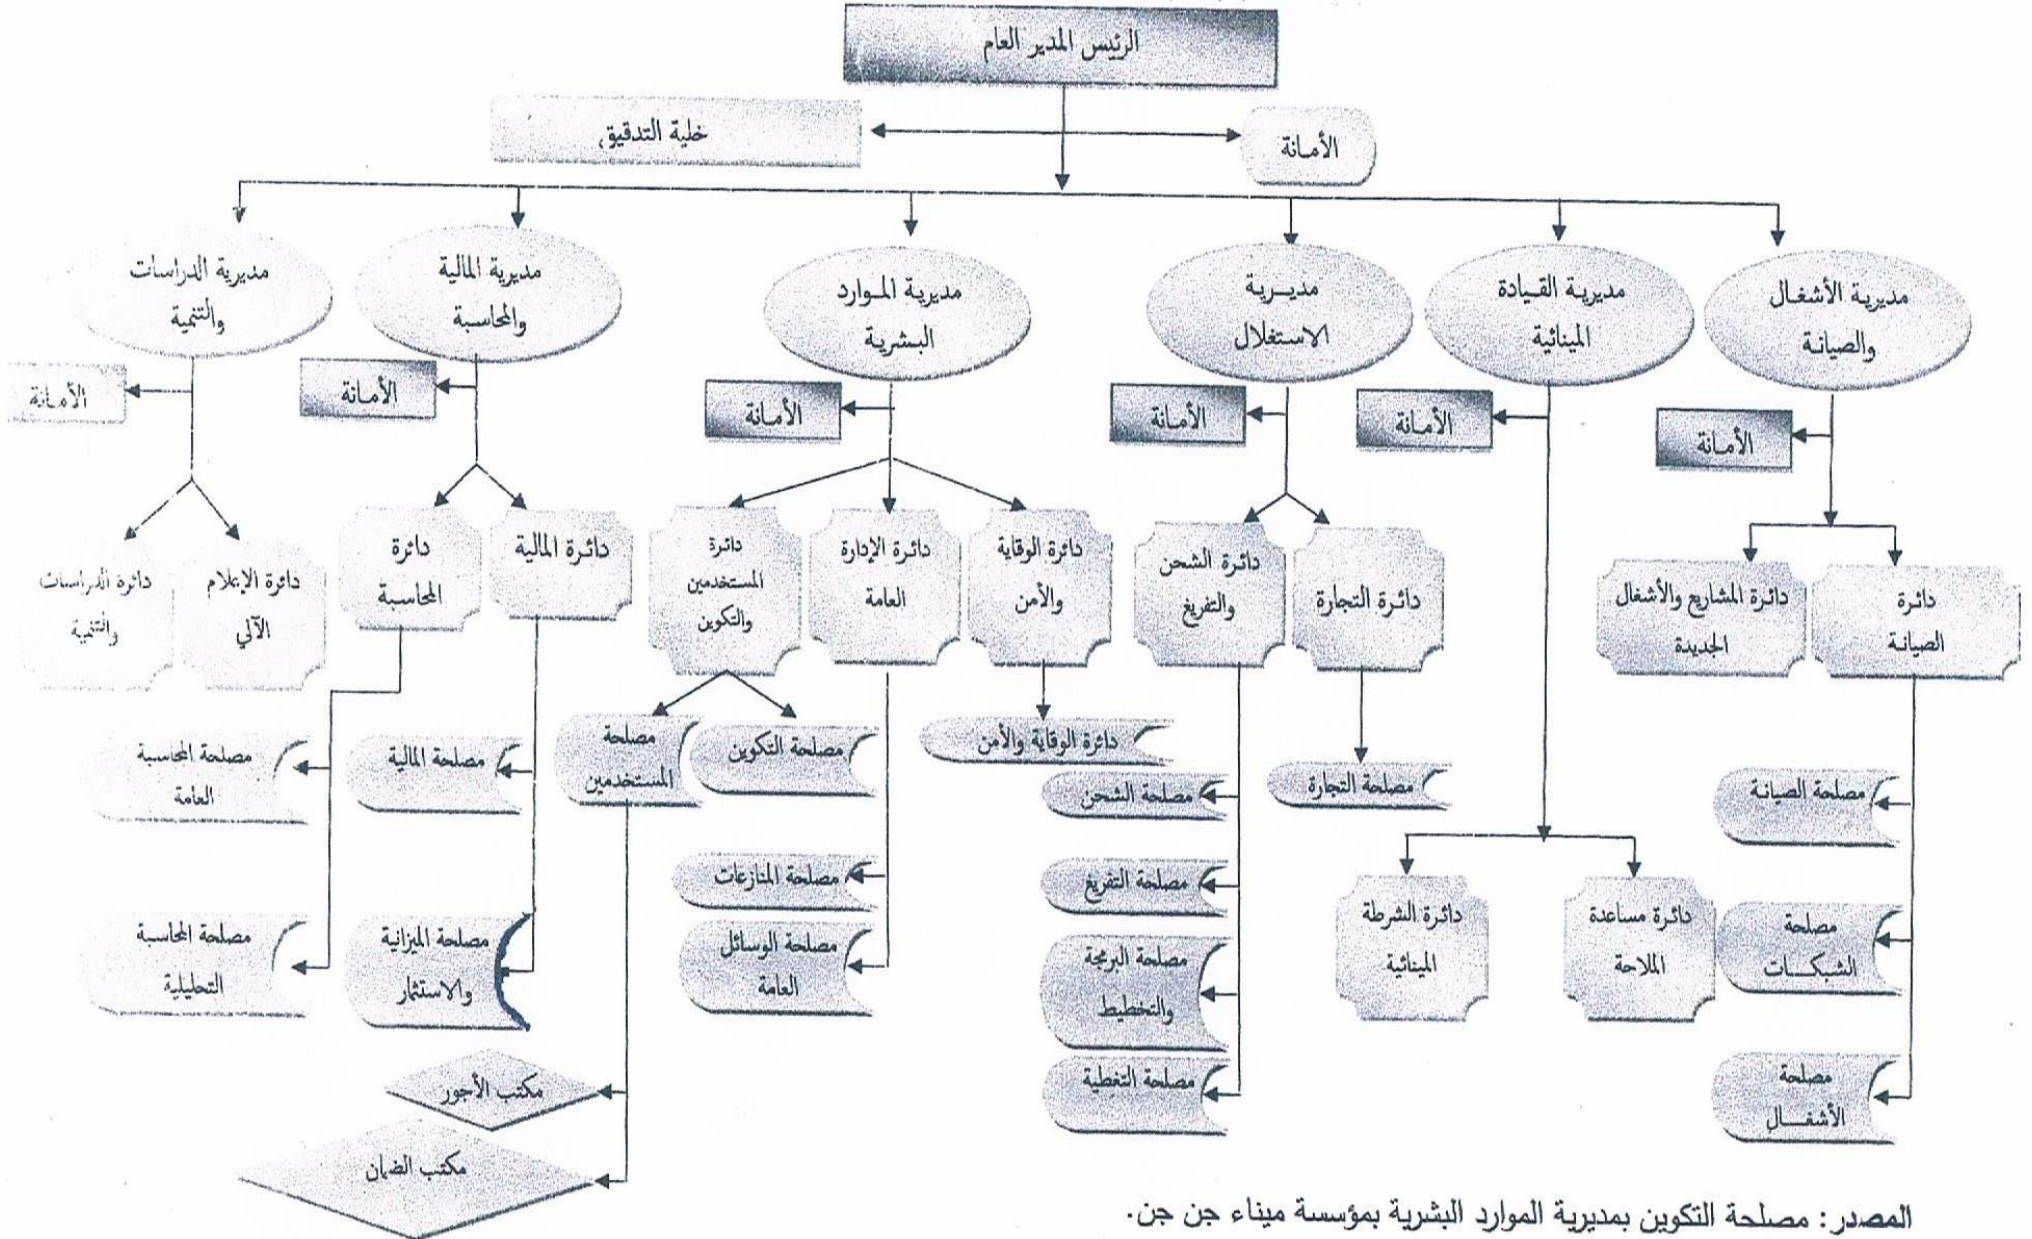 الرئيس المدير العام
الأمانة
خلية التدقيق
مديرية الأشغال
والصيانة
مديرية القيادة
المينائية
مديرية
الاستغلال
مديرية الموارد
البشرية
مديرية المالية
والمحاسبة
مديرية الدراسات
والتنمية
الأمانة
الأمانة
الأمانة
الأمانة
الأمانة
الأمانة
دائرة
الصيانة
دائرة المشاريع والأشغال
الجديدة
دائرة التجارة
دائرة الشحن
والتفريغ
دائرة الوقاية
والأمن
دائرة الإدارة
العامة
دائرة
المستخدمين
والتكوين
دائرة المالية
دائرة
المحاسبة
دائرة الإعلام
الآلي
دائرة الدراسات
والتنمية
مصلحة الصيانة
مصلحة
الشبكات
مصلحة
الأشغال
دائرة مساعدة
الملاحة
دائرة الشرطة
المينائية
مصلحة التجارة
مصلحة الشحن
مصلحة التفريغ
مصلحة البرمجة
والتخطيط
مصلحة التغطية
دائرة الوقاية والأمن
مصلحة المنازعات
مصلحة الوسائل
العامة
مصلحة التكوين
مصلحة
المستخدمين
مكتب الأجور
مكتب الضمان
مصلحة المالية
مصلحة الميزانية
والاستثمار
مصلحة المحاسبة
العامة
مصلحة المحاسبة
التحليلية
المصدر: مصلحة التكوين بمديرية الموارد البشرية بمؤسسة ميناء جن جن.